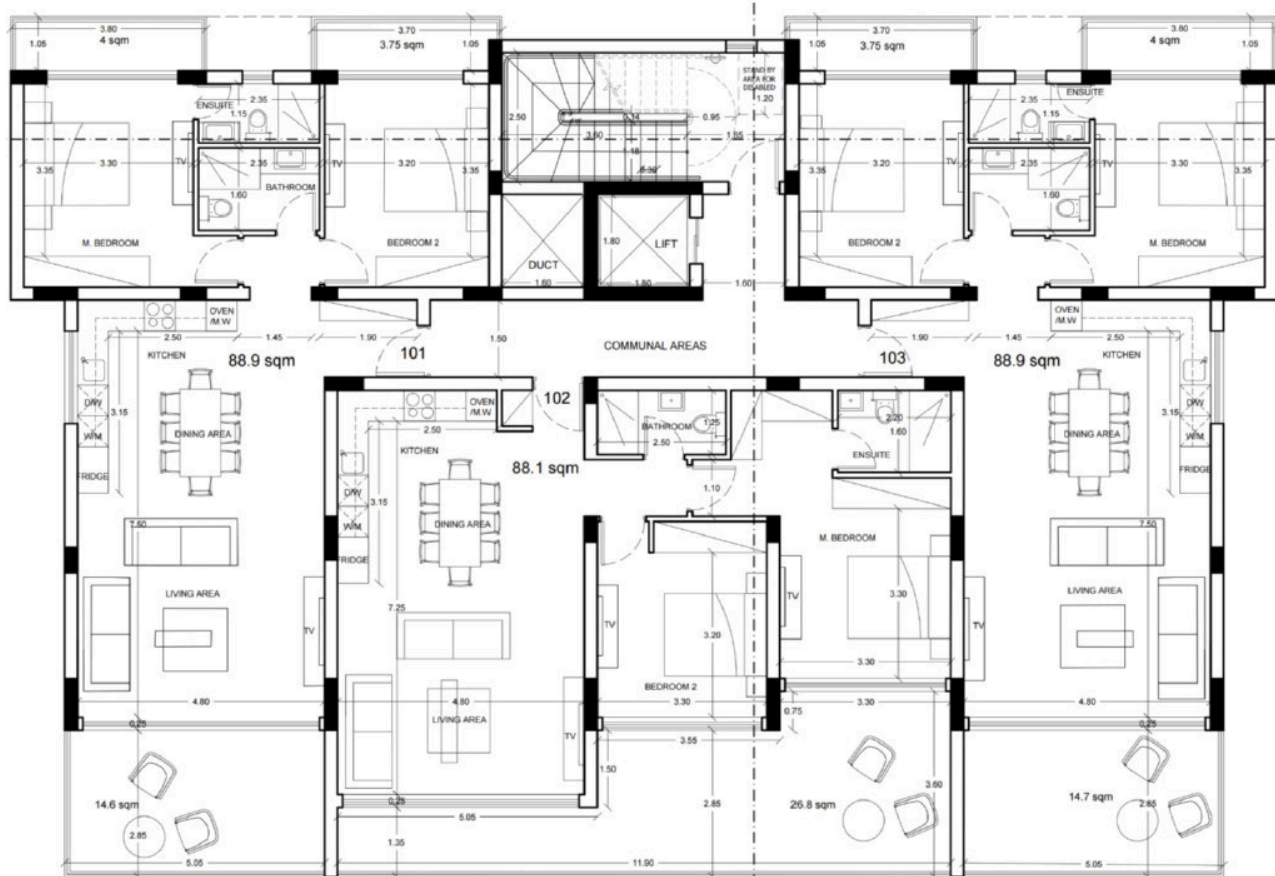 3.80
4 sqm
1.05
3.70
3.75 sqm
1.05
3.70
3.75 sqm
1.05
3.80
4 sqm
1.05
STAND BY
AREA FOR
DISABLED
1.20
ENSUITE
2.35
1.15
2.50
3.60
0.14
0.95
1.85
1.18
0.30
ENSUITE
2.35
1.15
3.35
3.30
TV
2.35
BATHROOM
1.60
TV
3.20
3.35
3.35
3.20
TV
2.35
BATHROOM
1.60
TV
3.30
3.35
M. BEDROOM
BEDROOM 2
DUCT
1.60
1.80
LIFT
1.80
1.60
BEDROOM 2
M. BEDROOM
OVEN
/M.W
2.50
1.45
1.90
KITCHEN
88.9 sqm
101
1.50
COMMUNAL AREAS
103
1.90
1.45
88.9 sqm
OVEN
/M.W
2.50
KITCHEN
3.15
D/W
W/M
FRIDGE
DINING AREA
7.50
LIVING AREA
TV
4.80
0.25
14.6 sqm
2.85
5.05
102
OVEN
/M.W
2.50
KITCHEN
88.1 sqm
3.15
D/W
W/M
FRIDGE
DINING AREA
7.25
4.80
LIVING AREA
TV
0.25
5.05
1.35
BATHROOM
1.25
2.50
1.10
2.20
1.60
ENSUITE
M. BEDROOM
TV
3.30
3.30
TV
3.20
BEDROOM 2
3.30
3.30
0.75
3.55
1.50
2.85
26.8 sqm
3.60
11.90
3.15
D/W
W/M
FRIDGE
DINING AREA
7.50
LIVING AREA
TV
4.80
0.25
14.7 sqm
2.85
5.05